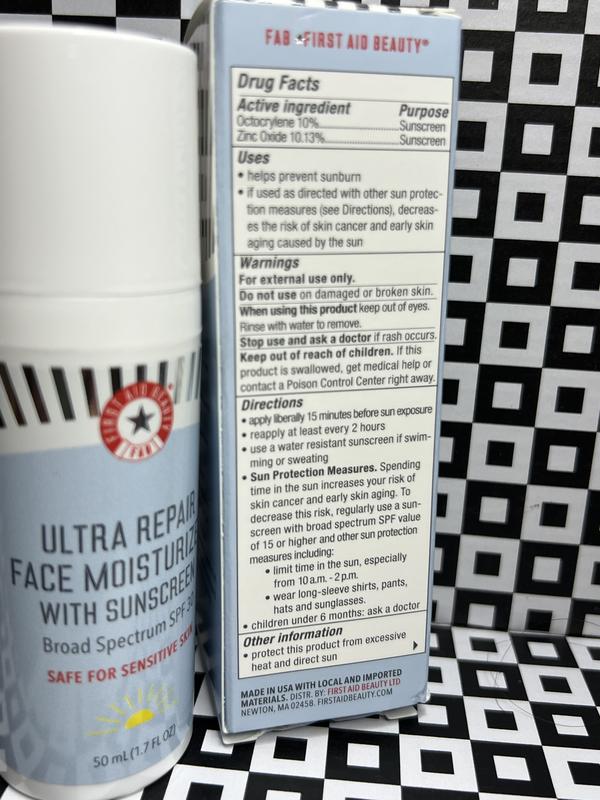 FIRST AID BEAUTY
FAB
ULTRA REPAIR
FACE MOISTURIZE
WITH SUNSCREEN
Broad Spectrum SPF 30
SAFE FOR SENSITIVE SKIN
50 mL (1.7 FL OZ)
FAB FIRST AID BEAUTY®
Drug Facts
Active ingredient Purpose
Octocrylene 10%....................Sunscreen
Zinc Oxide 10.13%....................Sunscreen
Uses
• helps prevent sunburn
• if used as directed with other sun protec-
tion measures (see Directions), decreas-
es the risk of skin cancer and early skin
aging caused by the sun
Warnings
For external use only.
Do not use on damaged or broken skin.
When using this product keep out of eyes.
Rinse with water to remove.
Stop use and ask a doctor if rash occurs.
Keep out of reach of children. If this
product is swallowed, get medical help or
contact a Poison Control Center right away.
Directions
• apply liberally 15 minutes before sun exposure
• reapply at least every 2 hours
• use a water resistant sunscreen if swim-
ming or sweating
• Sun Protection Measures. Spending
time in the sun increases your risk of
skin cancer and early skin aging. To
decrease this risk, regularly use a sun-
screen with broad spectrum SPF value
of 15 or higher and other sun protection
measures including:
• limit time in the sun, especially
from 10 a.m. - 2 p.m.
• wear long-sleeve shirts, pants,
hats and sunglasses.
• children under 6 months: ask a doctor
Other information
• protect this product from excessive
heat and direct sun
MADE IN USA WITH LOCAL AND IMPORTED
MATERIALS. DISTR. BY: FIRST AID BEAUTY LTD
NEWTON, MA 02458. FIRSTAIDBEAUTY.COM